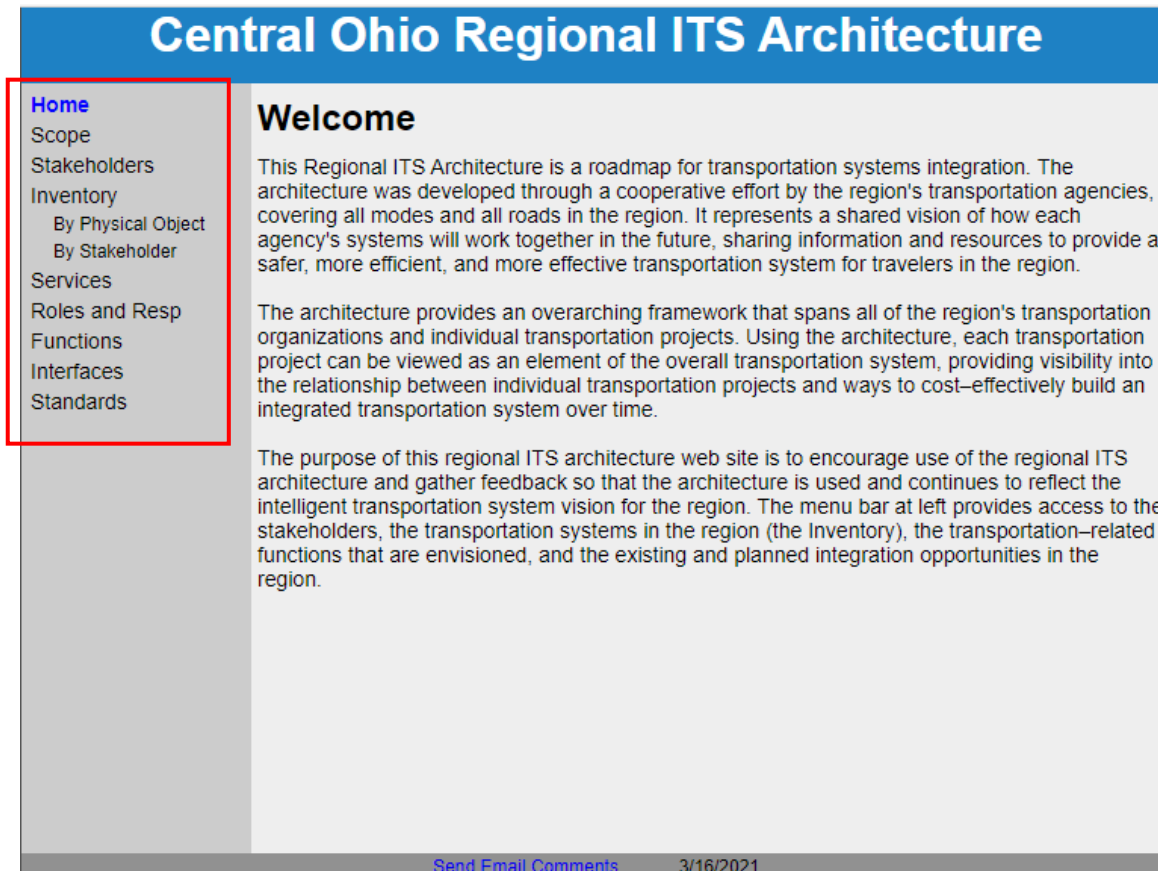 Central Ohio Regional ITS Architecture
Home
Scope
Stakeholders
Inventory
By Physical Object
By Stakeholder
Services
Roles and Resp
Functions
Interfaces
Standards
Welcome
This Regional ITS Architecture is a roadmap for transportation systems integration. The
architecture was developed through a cooperative effort by the region's transportation agencies,
covering all modes and all roads in the region. It represents a shared vision of how each
agency's systems will work together in the future, sharing information and resources to provide a
safer, more efficient, and more effective transportation system for travelers in the region.
The architecture provides an overarching framework that spans all of the region's transportation
organizations and individual transportation projects. Using the architecture, each transportation
project can be viewed as an element of the overall transportation system, providing visibility into
the relationship between individual transportation projects and ways to cost–effectively build an
integrated transportation system over time.
The purpose of this regional ITS architecture web site is to encourage use of the regional ITS
architecture and gather feedback so that the architecture is used and continues to reflect the
intelligent transportation system vision for the region. The menu bar at left provides access to the
stakeholders, the transportation systems in the region (the Inventory), the transportation–related
functions that are envisioned, and the existing and planned integration opportunities in the
region.
Send Email Comments 3/16/2021